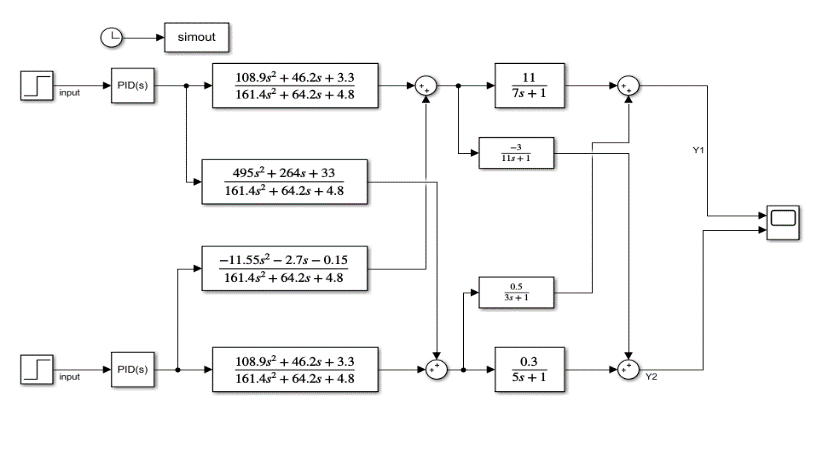 simout
input
PID(s)
108.9s² + 46.2s + 3.3
161.4s² + 64.2s + 4.8
++
11
7s + 1
++
−3
11s + 1
Y1
495s² + 264s + 33
161.4s² + 64.2s + 4.8
−11.55s² − 2.7s − 0.15
161.4s² + 64.2s + 4.8
0.5
3s + 1
input
PID(s)
108.9s² + 46.2s + 3.3
161.4s² + 64.2s + 4.8
++
0.3
5s + 1
++
Y2